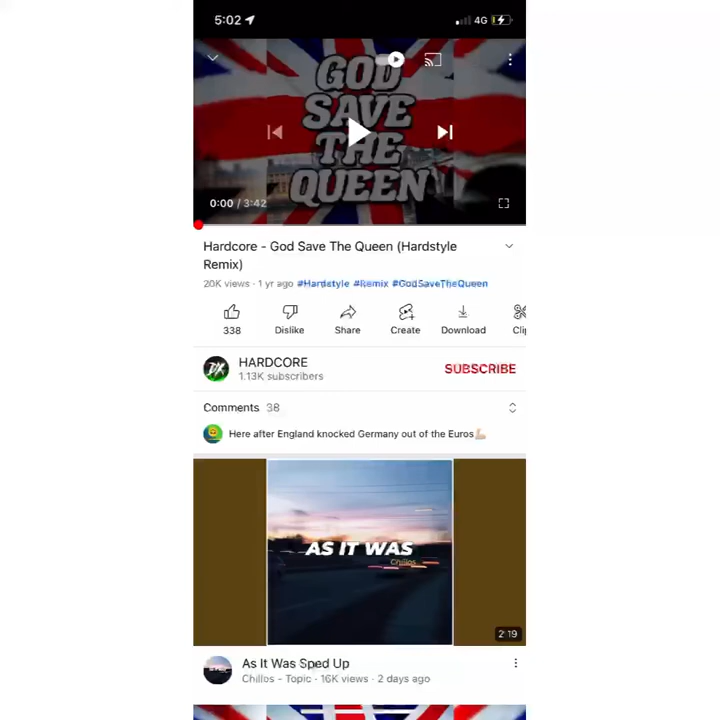 5:02
4G
GOD
SAVE
THE
QUEEN
0:00 / 3:42
Hardcore - God Save The Queen (Hardstyle
Remix)
20K views · 1 yr ago #Hardstyle #Remix #GodSaveTheQueen
338 Dislike Share Create Download Clip
DX
HARDCORE
1.13K subscribers
SUBSCRIBE
Comments 38
Here after England knocked Germany out of the Euros💪🏼
AS IT WAS
Chillos
2:19
As It Was Sped Up
Chillos - Topic · 16K views · 2 days ago